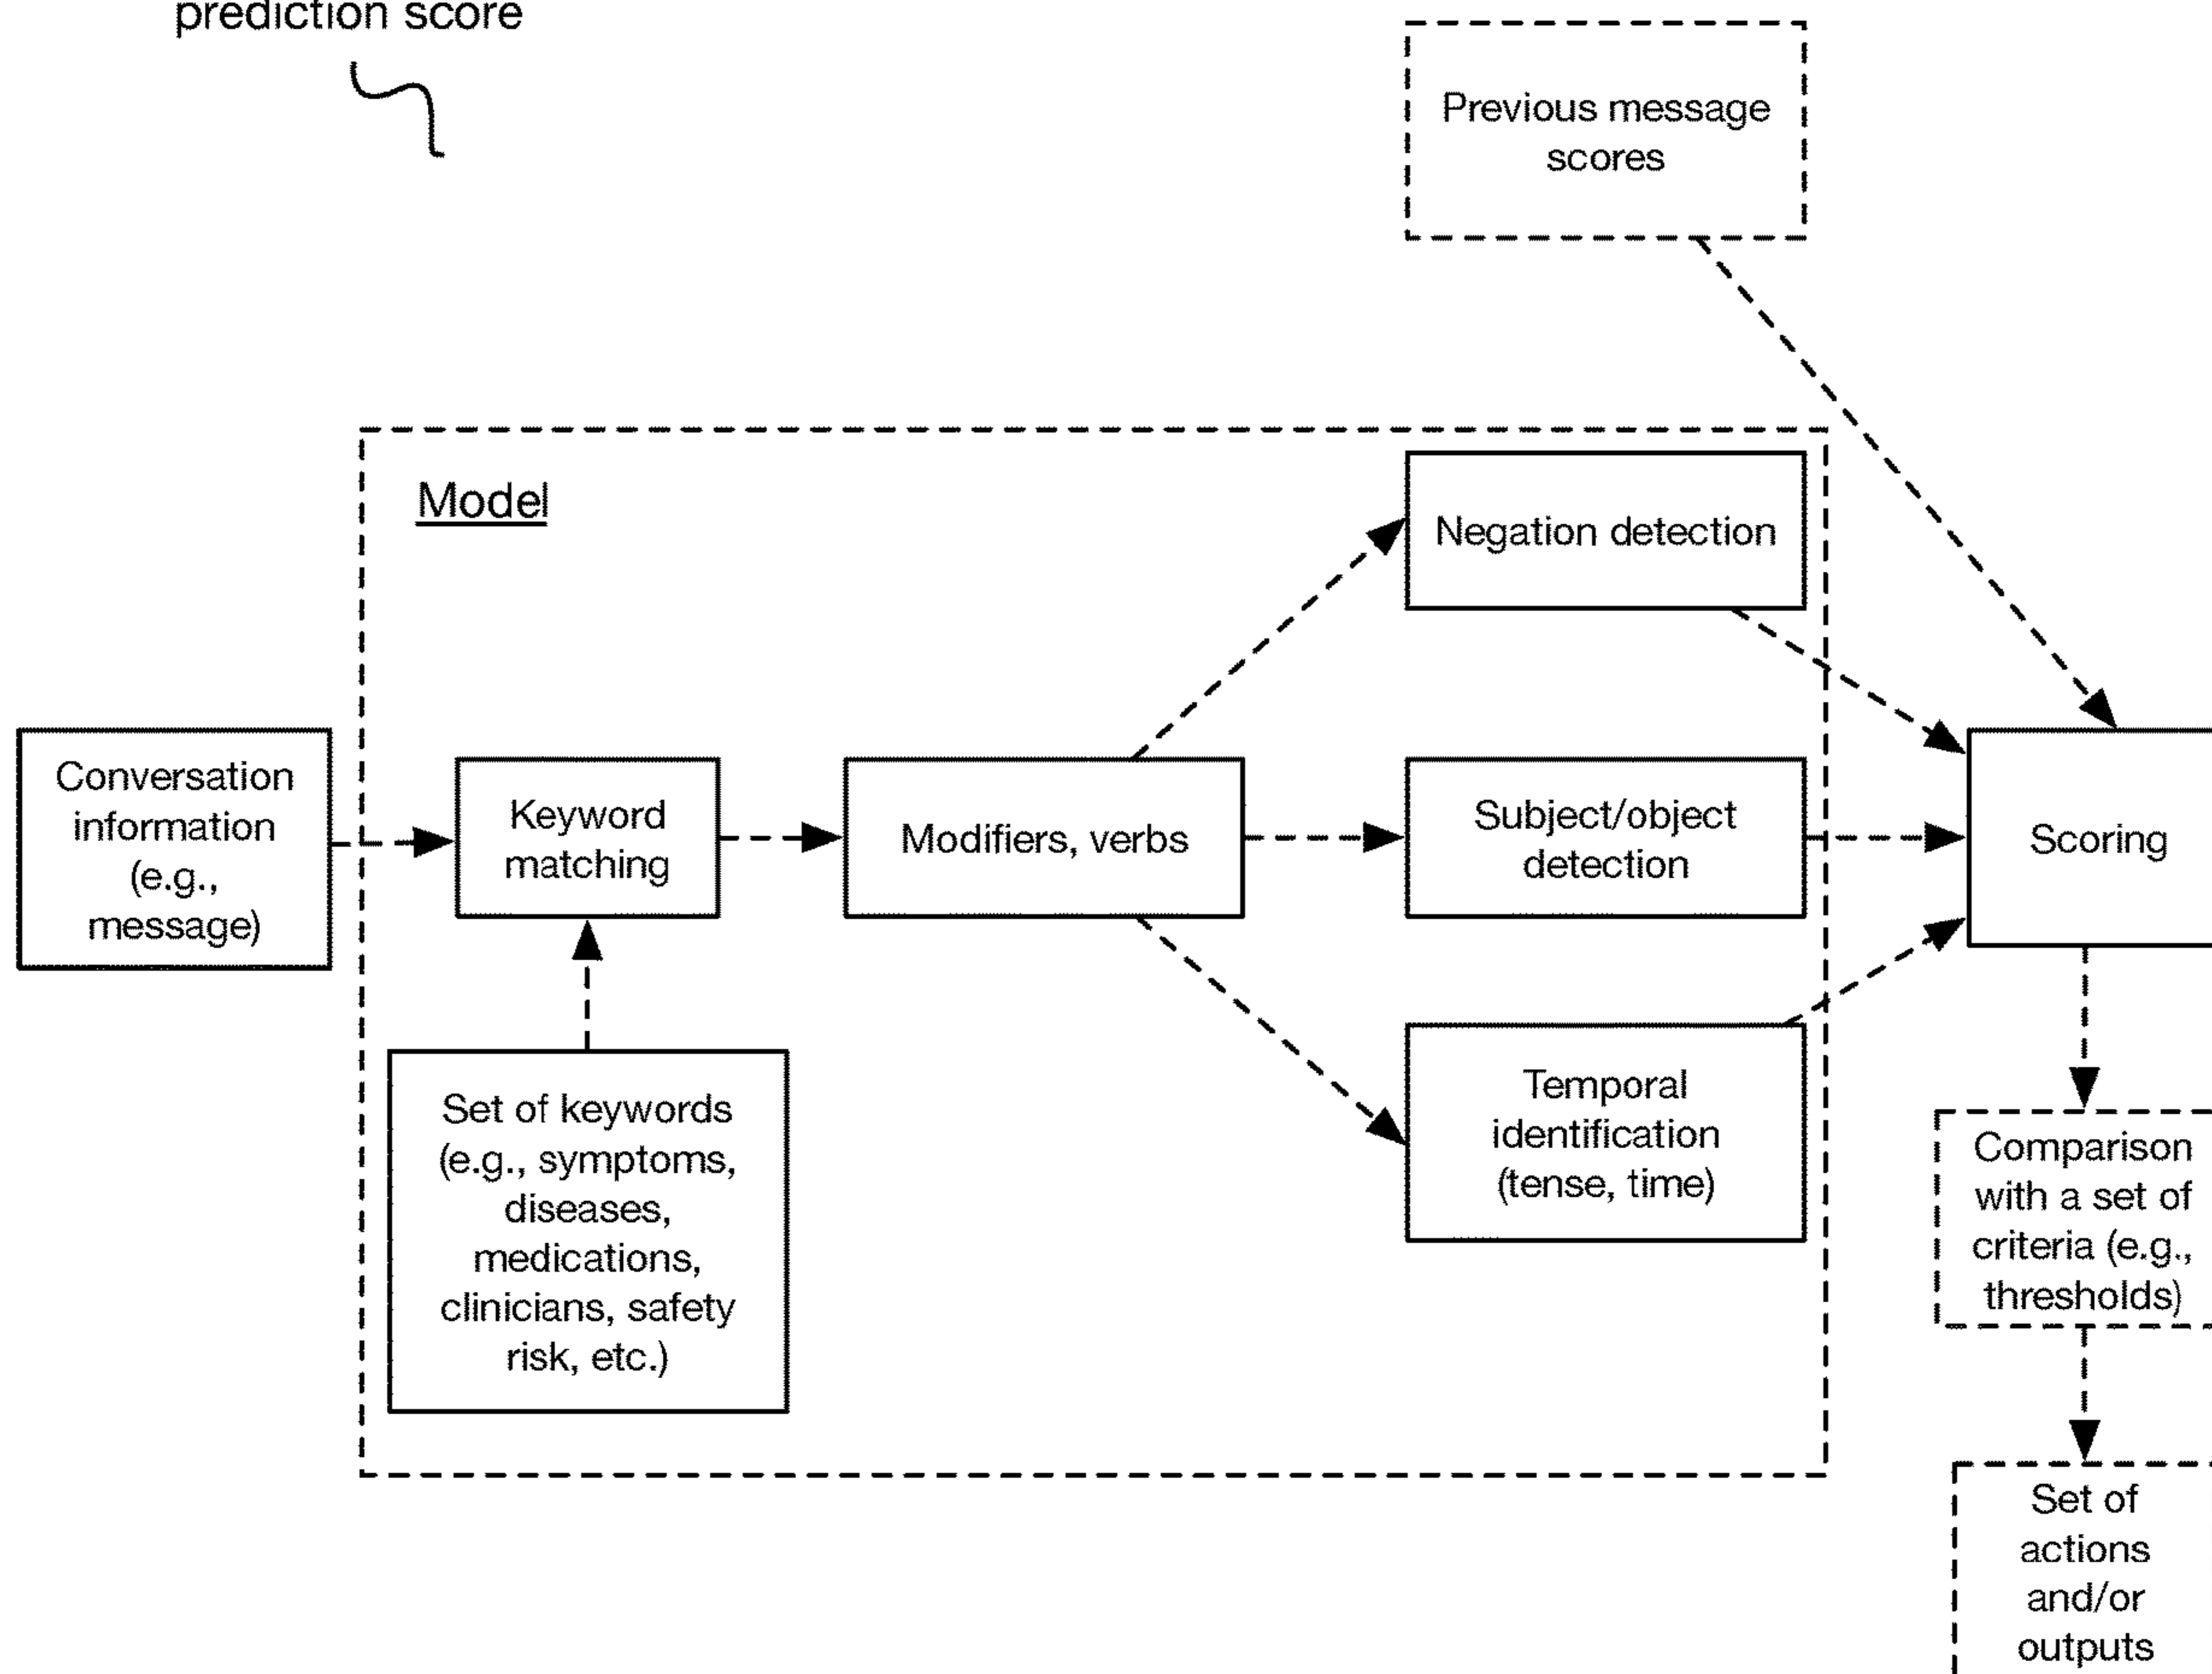 prediction score
Previous message
scores
Model
Negation detection
Conversation
information
(e.g.,
message)
Keyword
matching
Modifiers, verbs
Subject/object
detection
Scoring
Set of keywords
(e.g., symptoms,
diseases,
medications,
clinicians, safety
risk, etc.)
Temporal
identification
(tense, time)
Comparison
with a set of
criteria (e.g.,
thresholds)
Set of
actions
and/or
outputs